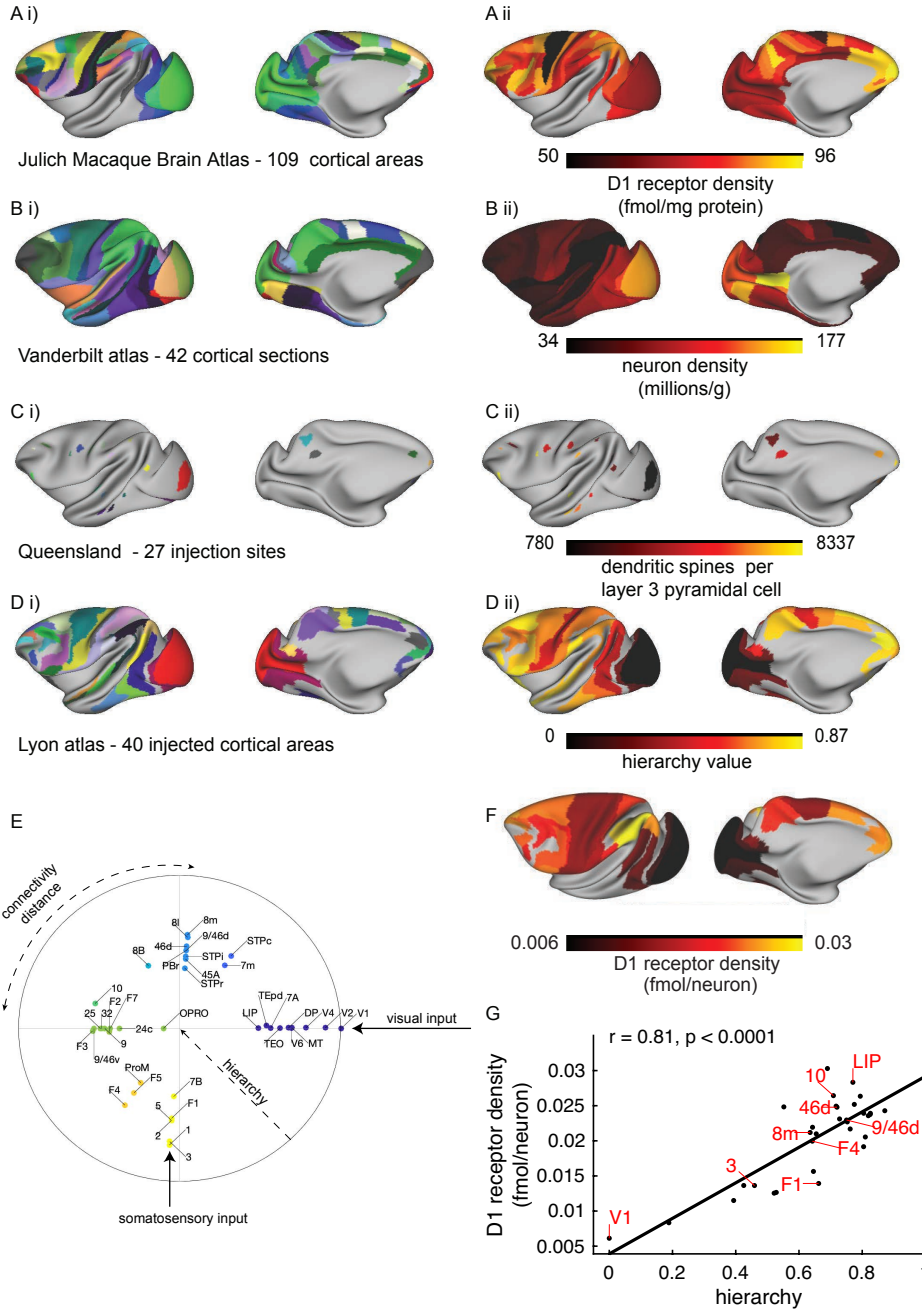 A i)
A ii
Julich Macaque Brain Atlas - 109 cortical areas
50
96
D1 receptor density
(fmol/mg protein)
B i)
B ii)
Vanderbilt atlas - 42 cortical sections
34
177
neuron density
(millions/g)
C i)
C ii)
Queensland - 27 injection sites
780
8337
dendritic spines per
layer 3 pyramidal cell
D i)
D ii)
Lyon atlas - 40 injected cortical areas
0
0.87
hierarchy value
E
connectivity
distance
8l
8m
46d
9/46d
8B
STPi
STPc
PBr
45A
7m
STPr
10
25
32
F2
F7
24c
OPRO
F3
9
9/46v
LIP
TEpd
7A
DP
V4
V2
V1
TEO
V6
MT
visual input
hierarchy
ProM
F5
F4
7B
5
F1
2
1
3
somatosensory input
F
0.006
0.03
D1 receptor density
(fmol/neuron)
G
r = 0.81, p < 0.0001
D1 receptor density
(fmol/neuron)
0.03
0.025
0.02
0.015
0.01
0.005
LIP
10
46d
9/46d
8m
F4
3
F1
V1
0
0.2
0.4
0.6
0.8
hierarchy